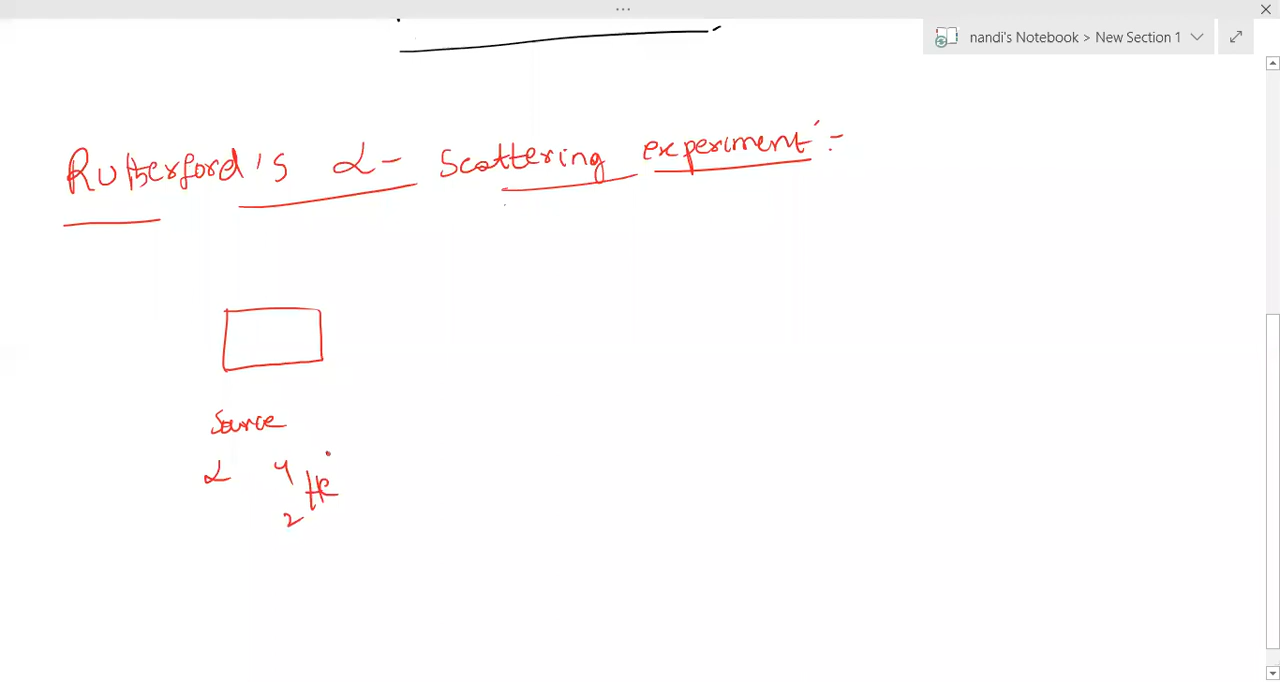 nandi's Notebook > New Section 1
Rutherford's α- Scattering experiment :-
Source
α ⁴₂He